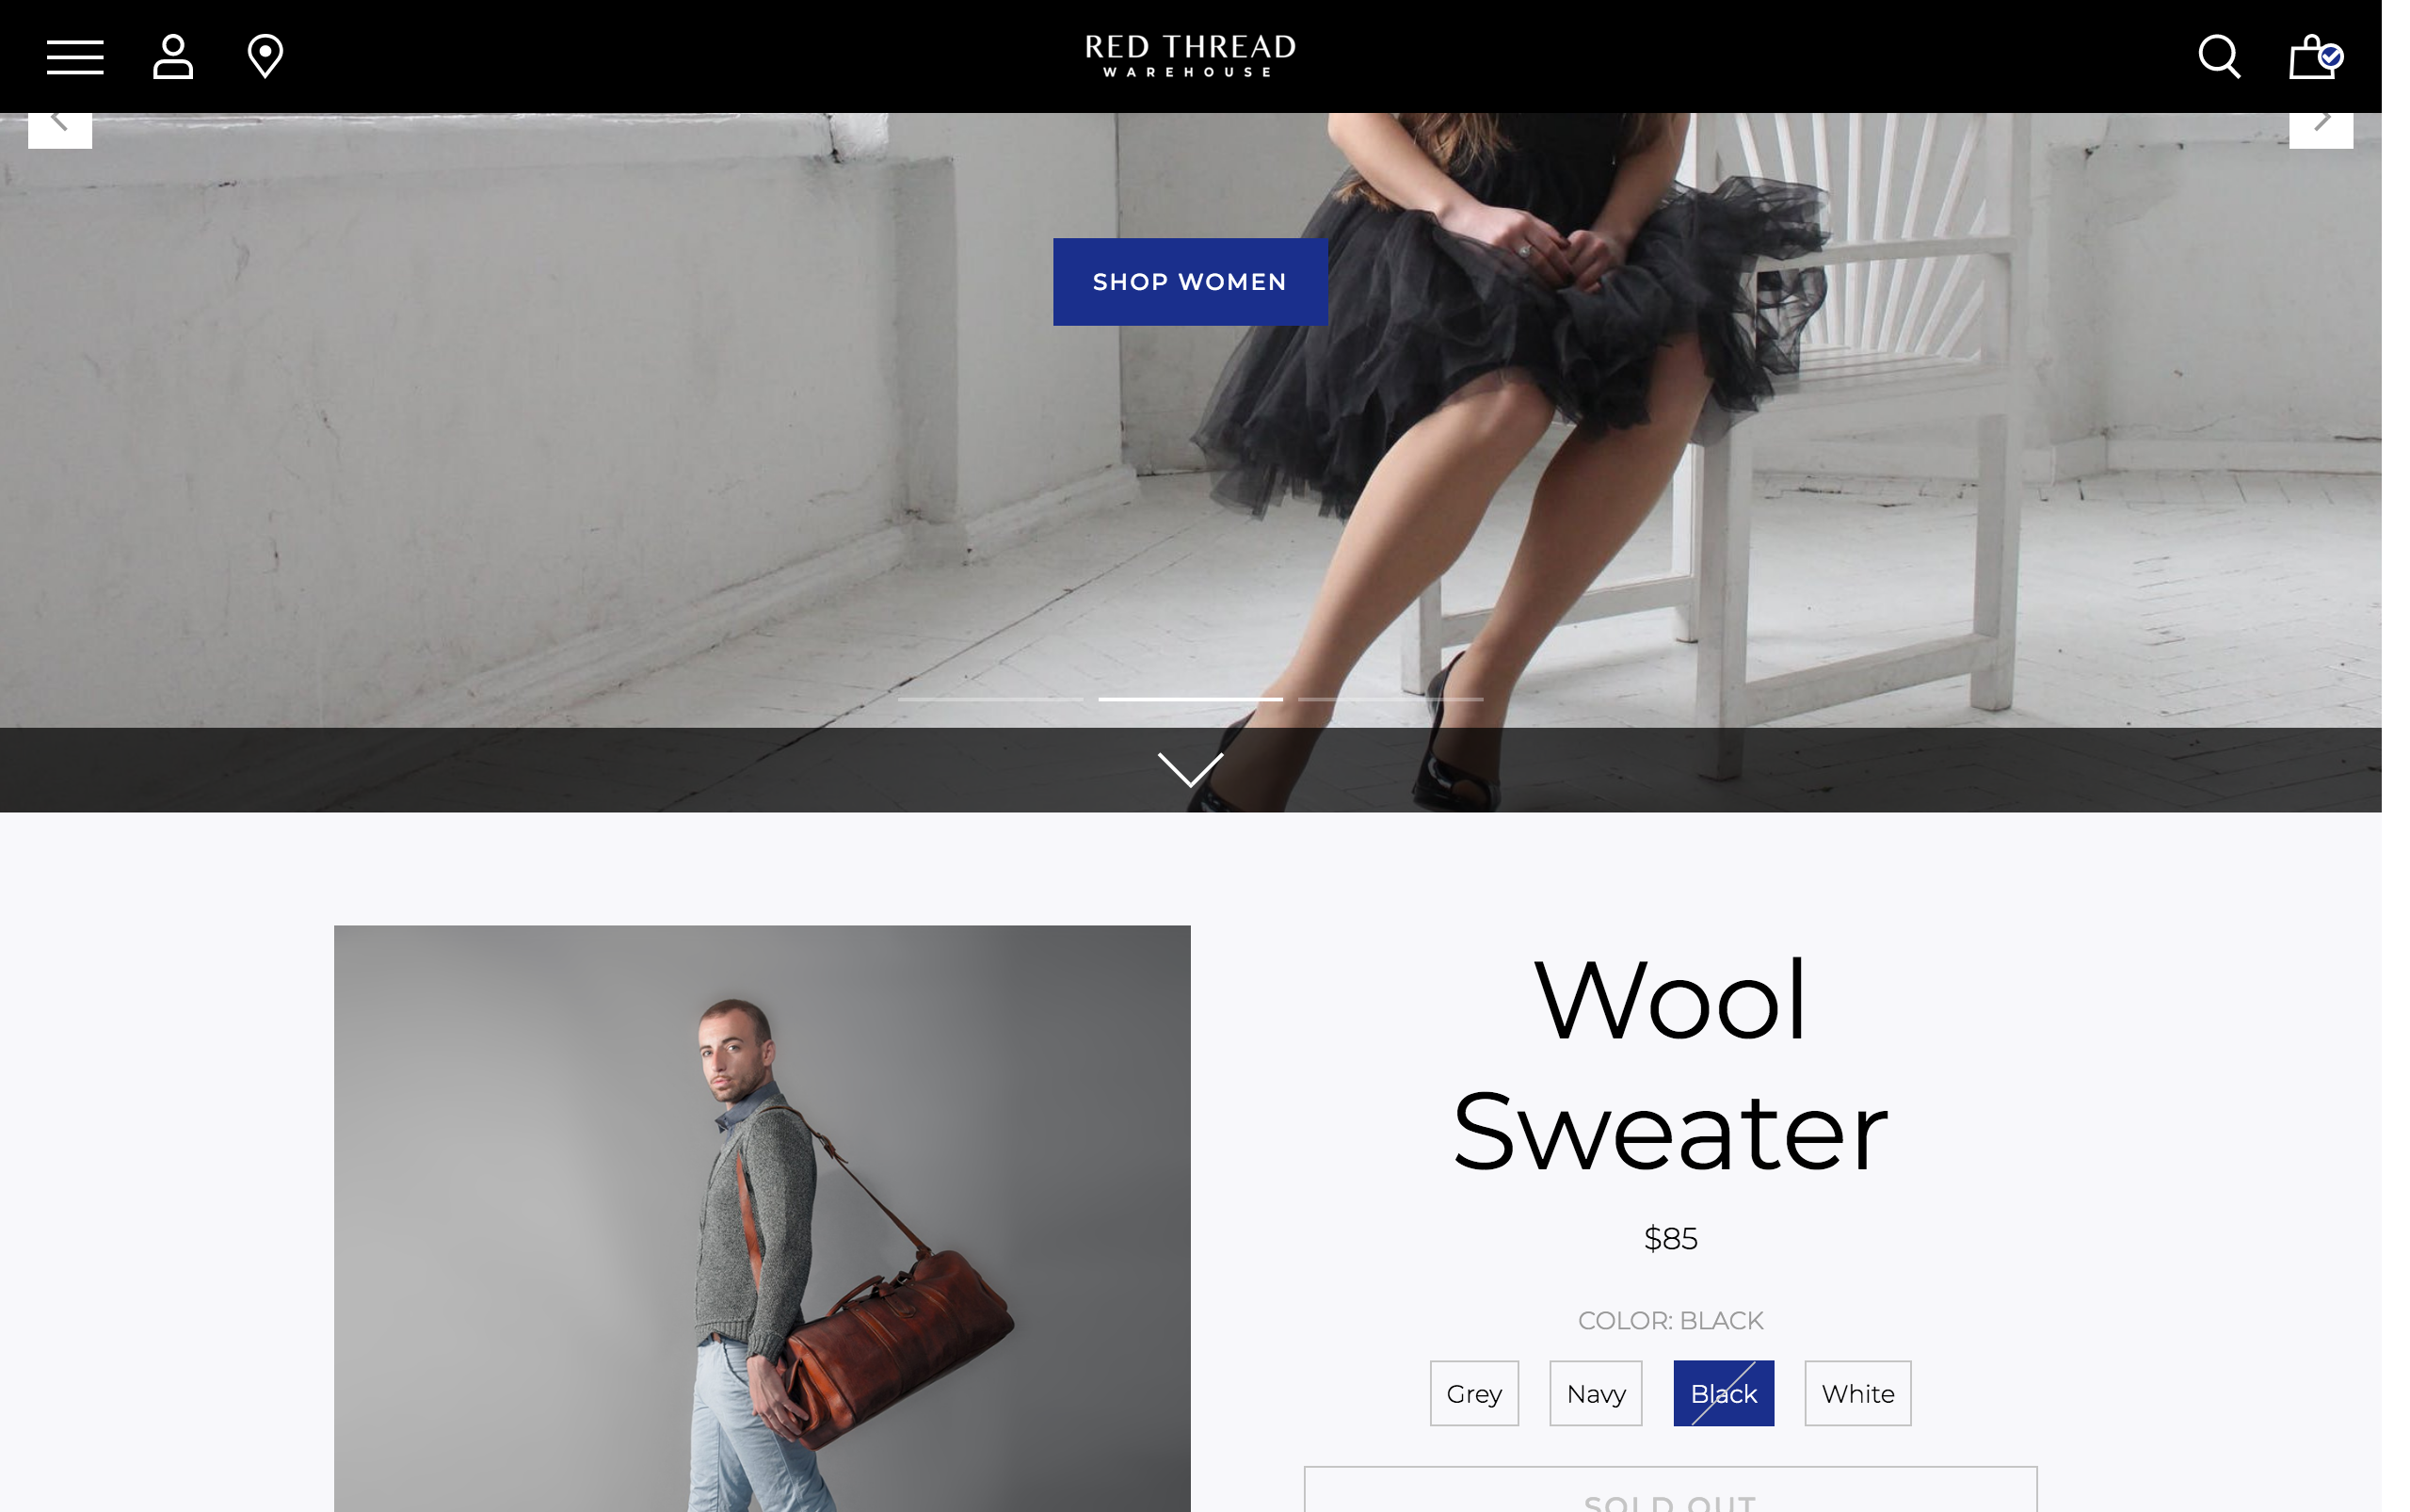 RED THREAD
WAREHOUSE
SHOP WOMEN
Wool
Sweater
$85
COLOR: BLACK
Grey
Navy
Black
White
SOLD OUT